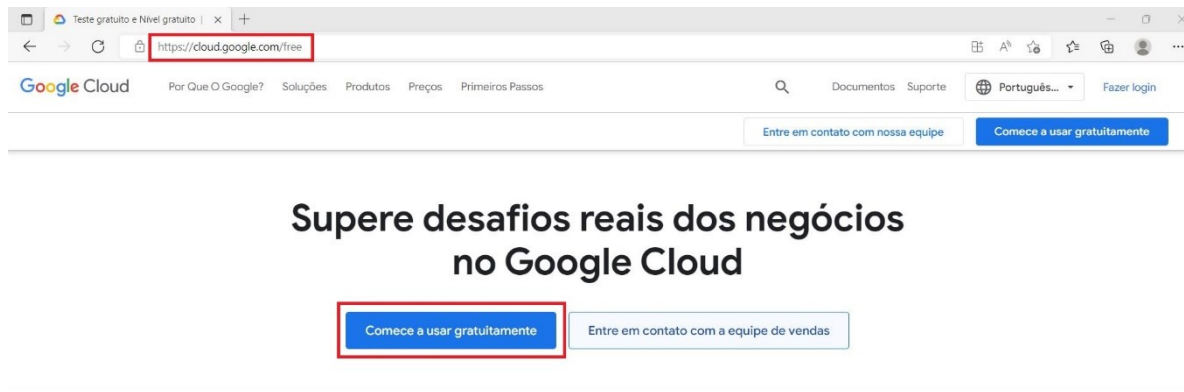 Teste gratuito e Nível gratuito |
https://cloud.google.com/free
Google Cloud
Por Que O Google?
Soluções
Produtos
Preços
Primeiros Passos
Documentos
Suporte
Português...
Fazer login
Entre em contato com nossa equipe
Comece a usar gratuitamente
Supere desafios reais dos negócios
no Google Cloud
Comece a usar gratuitamente
Entre em contato com a equipe de vendas